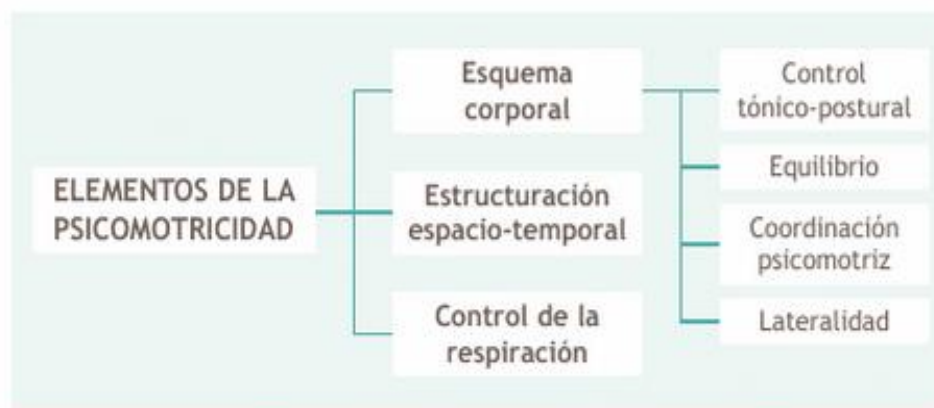 ELEMENTOS DE LA
PSICOMOTRICIDAD
Esquema
corporal
Estructuración
espacio-temporal
Control de la
respiración
Control
tónico-postural
Equilibrio
Coordinación
psicomotriz
Lateralidad